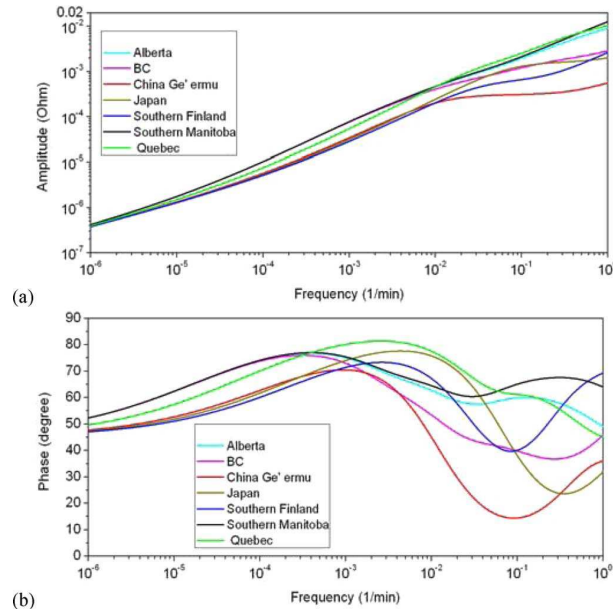 0.02
10^-2
10^-3
10^-4
10^-5
10^-6
10^-7
Amplitude (Ohm)
Alberta
BC
China Ge' ermu
Japan
Southern Finland
Southern Manitoba
Quebec
10^-6 10^-5 10^-4 10^-3 10^-2 10^-1 10^0
Frequency (1/min)
(a)
90
80
70
60
50
40
30
20
10
0
Phase (degree)
Alberta
BC
China Ge' ermu
Japan
Southern Finland
Southern Manitoba
Quebec
10^-6 10^-5 10^-4 10^-3 10^-2 10^-1 10^0
Frequency (1/min)
(b)